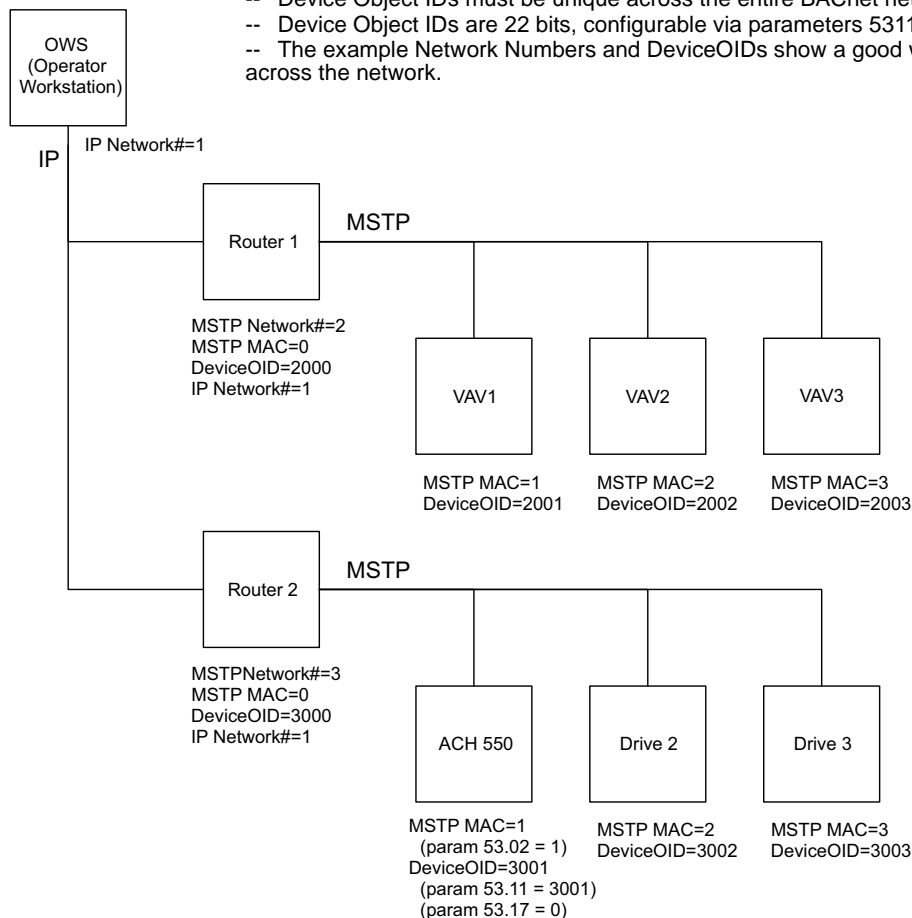 -- Device Object IDs must be unique across the entire BACnet
-- Device Object IDs are 22 bits, configurable via parameters 5311
-- The example Network Numbers and DeviceOIDs show a good
across the network.
OWS
(Operator
Workstation)
IP
IP Network#=1
Router 1
MSTP
MSTP Network#=2
MSTP MAC=0
DeviceOID=2000
IP Network#=1
VAV1
VAV2
VAV3
MSTP MAC=1
DeviceOID=2001
MSTP MAC=2
DeviceOID=2002
MSTP MAC=3
DeviceOID=2003
Router 2
MSTP
MSTPNetwork#=3
MSTP MAC=0
DeviceOID=3000
IP Network#=1
ACH 550
Drive 2
Drive 3
MSTP MAC=1
(param 53.02 = 1)
DeviceOID=3001
(param 53.11 = 3001)
(param 53.17 = 0)
MSTP MAC=2
DeviceOID=3002
MSTP MAC=3
DeviceOID=3003